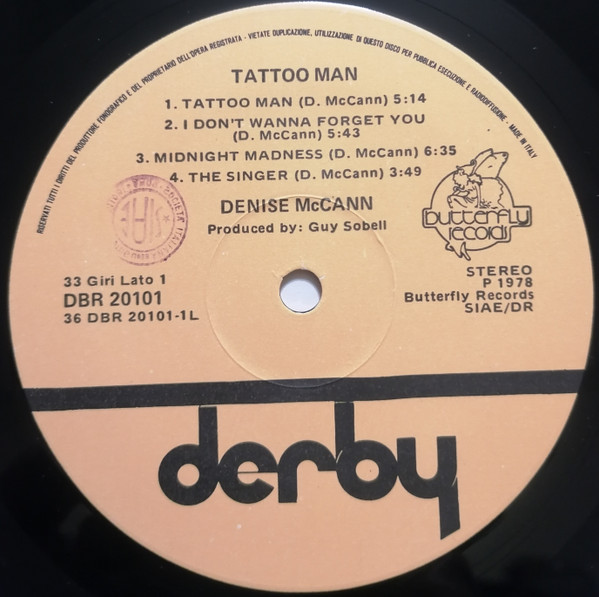 RISERVATI TUTTI I DIRITTI DEL PRODUTTORE FONOGRAFICO E DEL PROPRIETARIO DELL'OPERA REGISTRATA - VIETATE DUPLICAZIONE, UTILIZZAZIONE DI QUESTO DISCO PER PUBBLICA ESECUZIONE E RADIODIFFUSIONE - MADE IN ITALY
TATTOO MAN
1. TATTOO MAN (D. McCANN) 5:14
2. I DON'T WANNA FORGET YOU
(D. McCann) 5:43
3. MIDNIGHT MADNESS (D. McCann) 6:35
4. THE SINGER (D. McCANN) 3:49
DENISE McCANN
Produced by: Guy Sobell
SIAE
SOCIETÀ ITALIANA
butterfly
records
33 Giri Lato 1
DBR 20101
36 DBR 20101-1L
STEREO
P 1978
Butterfly Records
SIAE/DR
derby